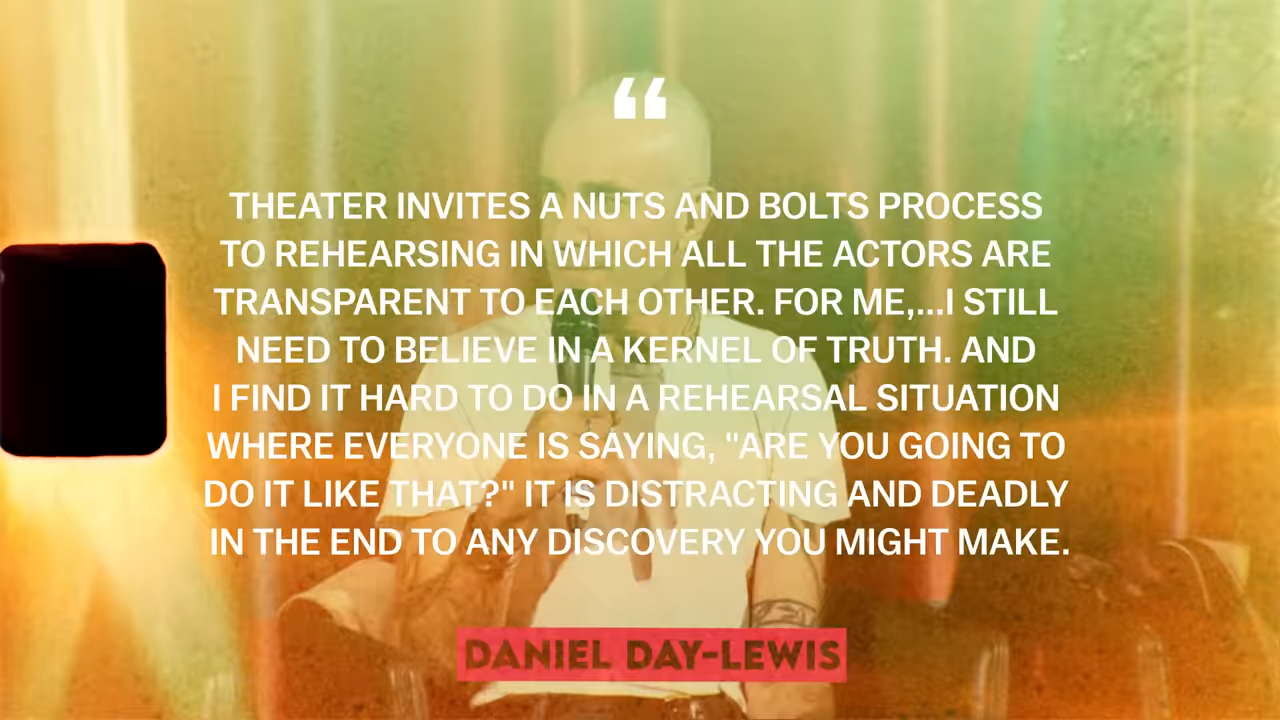 “
THEATER INVITES A NUTS AND BOLTS PROCESS
TO REHEARSING IN WHICH ALL THE ACTORS ARE
TRANSPARENT TO EACH OTHER. FOR ME,...I STILL
NEED TO BELIEVE IN A KERNEL OF TRUTH. AND
I FIND IT HARD TO DO IN A REHEARSAL SITUATION
WHERE EVERYONE IS SAYING, "ARE YOU GOING TO
DO IT LIKE THAT?" IT IS DISTRACTING AND DEADLY
IN THE END TO ANY DISCOVERY YOU MIGHT MAKE.
DANIEL DAY-LEWIS